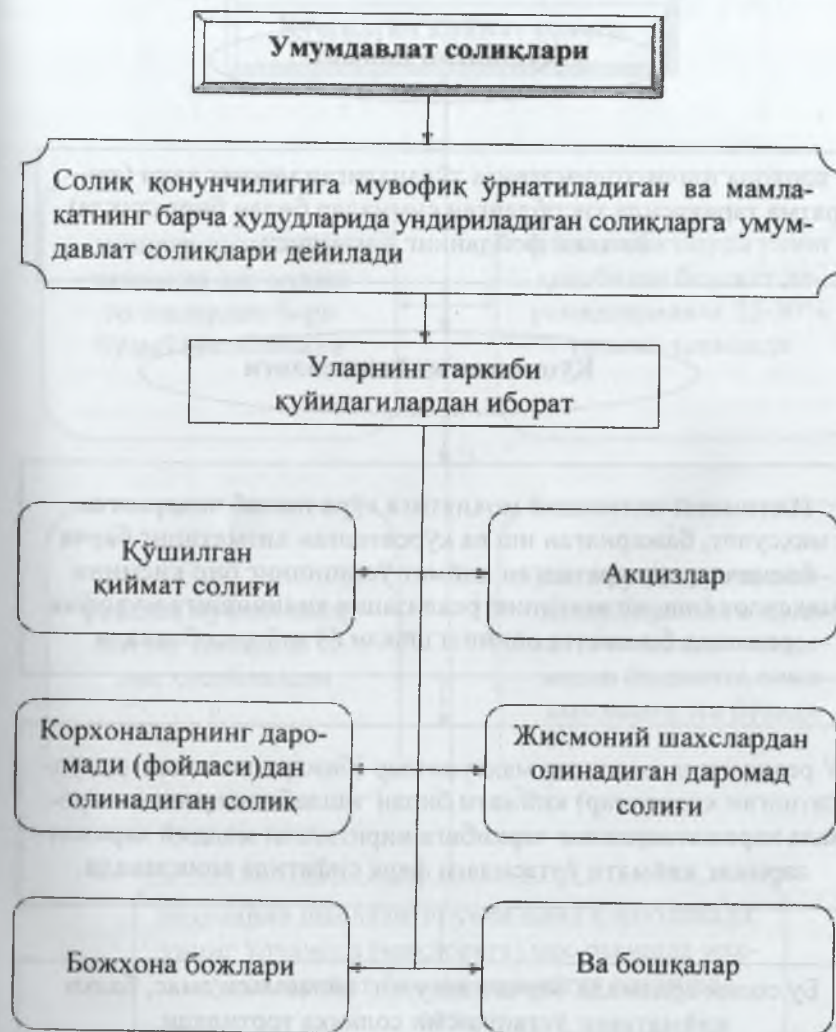 Умумдавлат солиқлари
Солиқ қонунчилигига мувофиқ ўрнатиладиган ва мамла-
катнинг барча ҳудудларида ундириладиган солиқларга умум-
давлат солиқлари дейилади
Уларнинг таркиби
қуйидагилардан иборат
Қўшилган
қиймат солиғи
Акцизлар
Корхоналарнинг даро-
мади (фойдаси)дан
олинадиган солиқ
Жисмоний шахслардан
олинадиган даромад
солиғи
Божхона божлари
Ва бошқалар